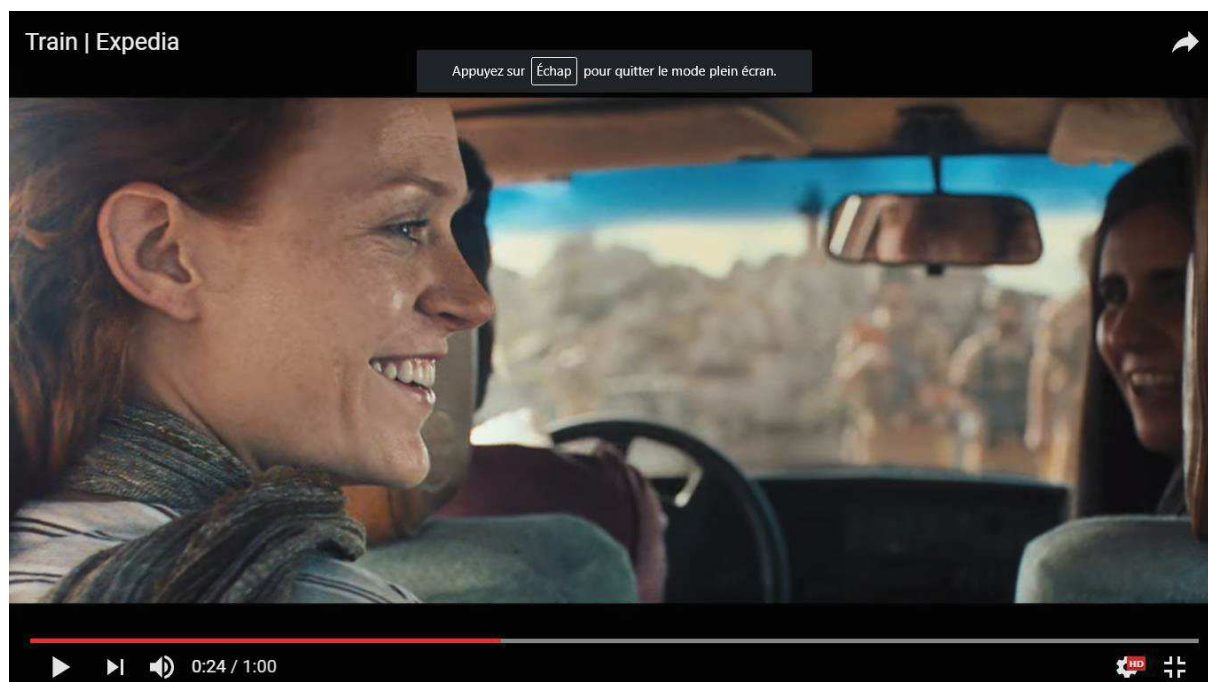 Train | Expedia
Appuyez sur Échap pour quitter le mode plein écran.
0:24 / 1:00
HD